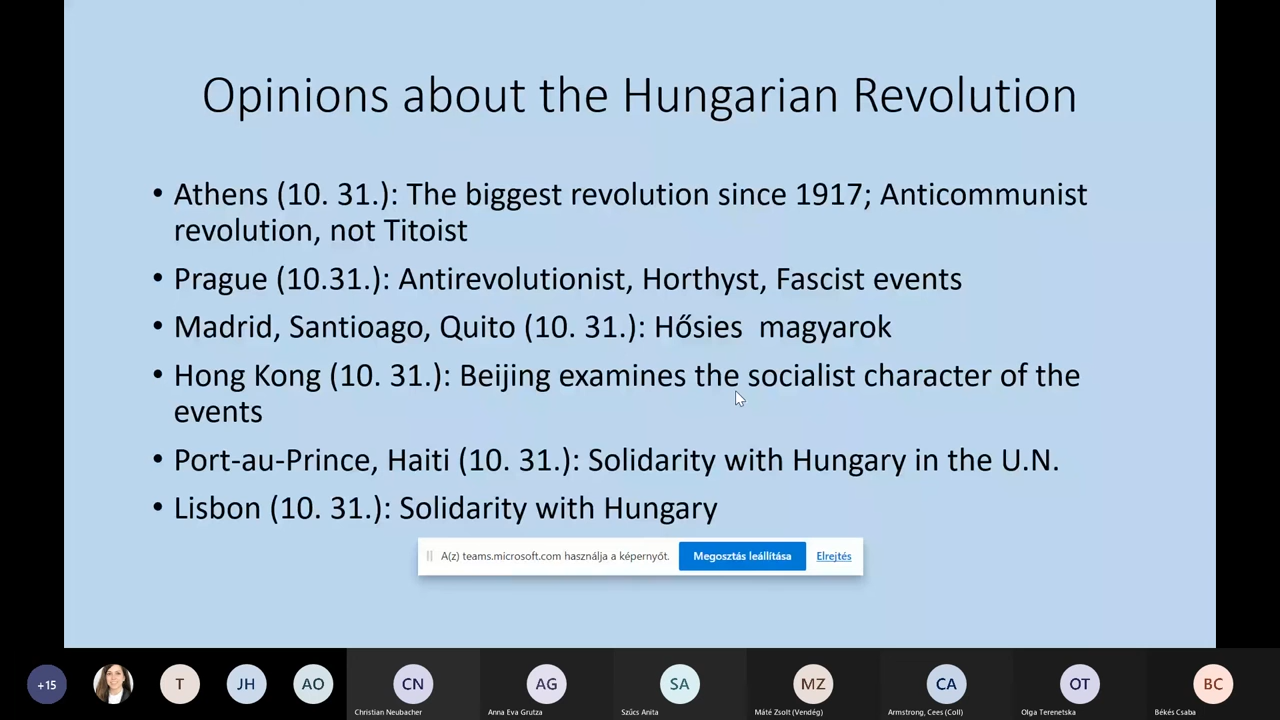 Opinions about the Hungarian Revolution
• Athens (10. 31.): The biggest revolution since 1917; Anticommunist
revolution, not Titoist
• Prague (10.31.): Antirevolutionist, Horthyst, Fascist events
• Madrid, Santioago, Quito (10. 31.): Hősies  magyarok
• Hong Kong (10. 31.): Beijing examines the socialist character of the
events
• Port-au-Prince, Haiti (10. 31.): Solidarity with Hungary in the U.N.
• Lisbon (10. 31.): Solidarity with Hungary
A(z) teams.microsoft.com használja a képernyőt. Megosztás leállítása Elrejtés
+15 T JH AO CN AG SA MZ CA OT BC
Christian Neubacher Anna Eva Grutza Szűcs Anita Máté Zsolt (Vendég) Armstrong, Cees (Coll) Olga Terenetska Békés Csaba